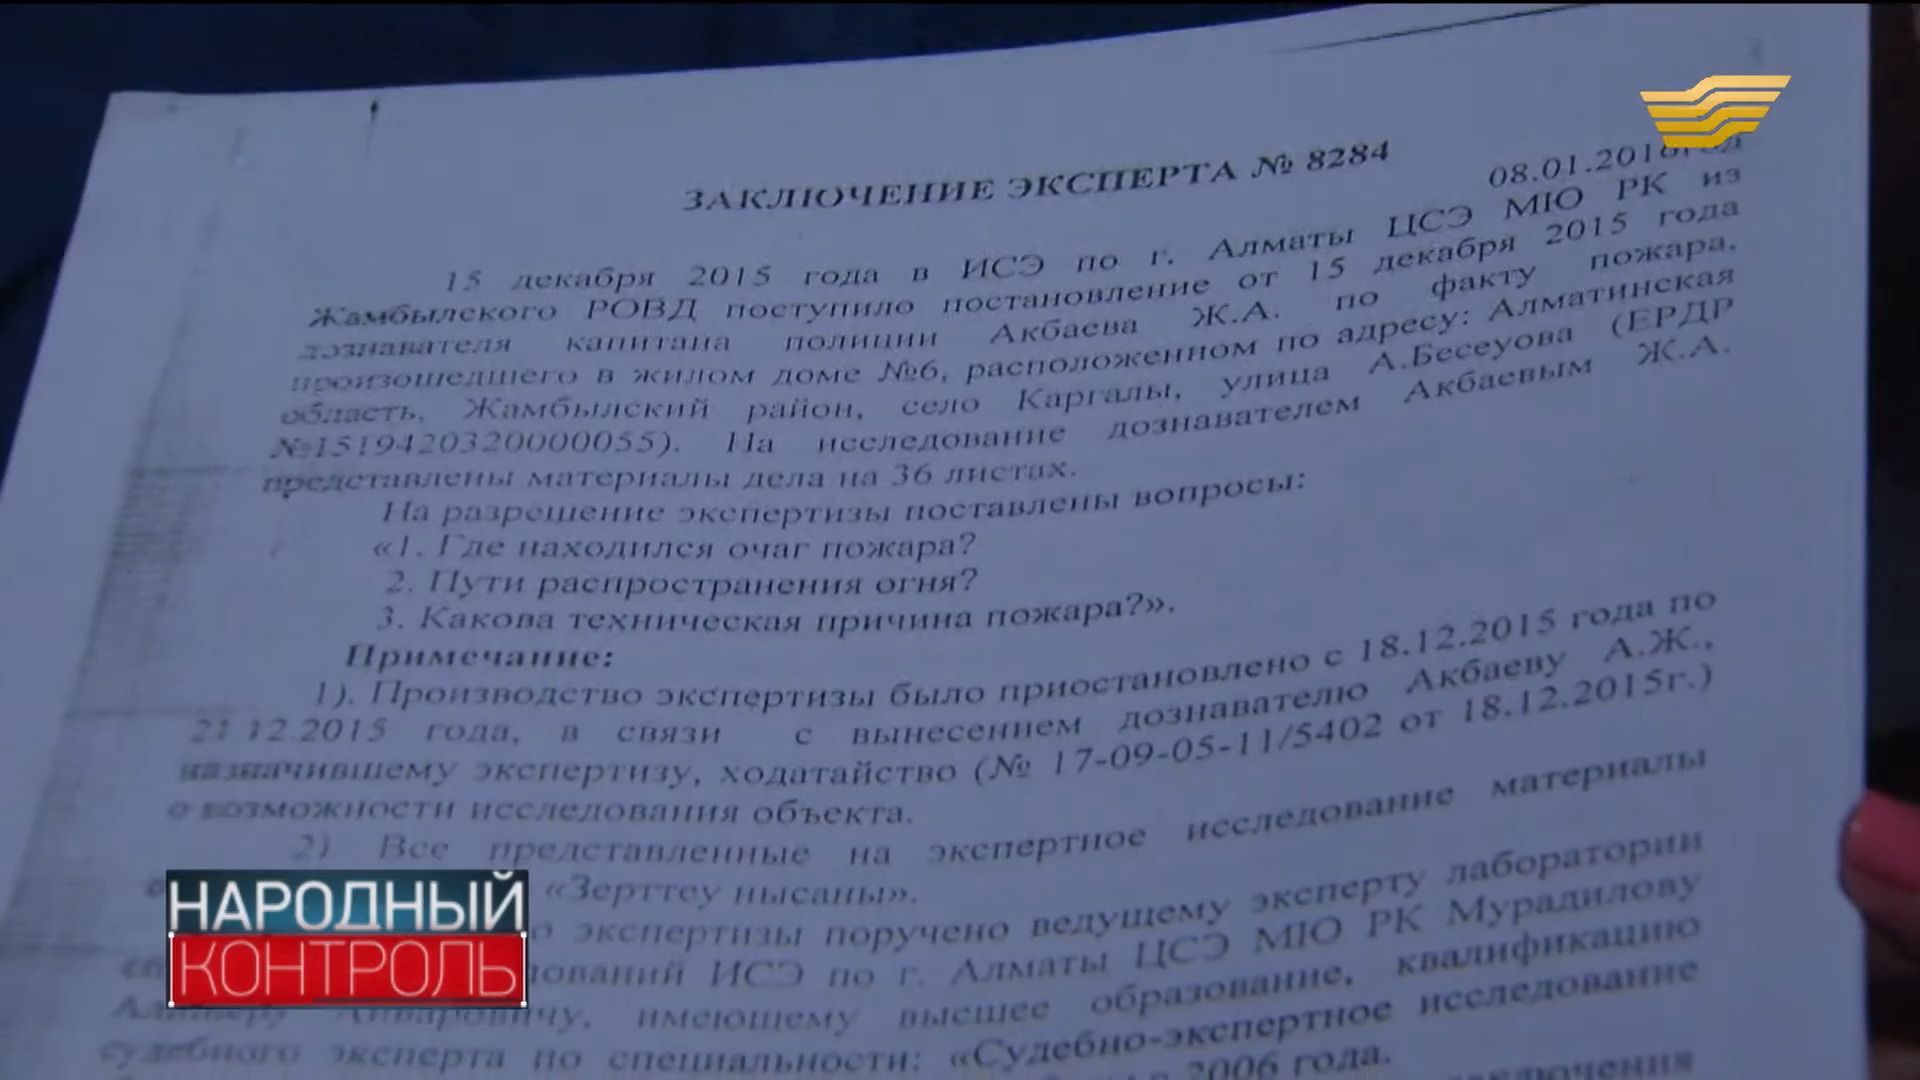 ЗАКЛЮЧЕНИЕ ЭКСПЕРТА № 8284
08.01.2016год
15 декабря 2015 года в ИСЭ по г. Алматы ЦСЭ МЮ РК из
Жамбылского РОВД поступило постановление от 15 декабря 2015 года
дознавателя капитана полиции Акбаева Ж.А. по факту пожара,
произошедшего в жилом доме №6, расположенном по адресу: Алматинская
область, Жамбылский район, село Каргалы, улица А.Бесеуова (ЕРДР
№1519420320000055). На исследование дознавателем Акбаевым Ж.А.
представлены материалы дела на 36 листах.
На разрешение экспертизы поставлены вопросы:
«1. Где находился очаг пожара?
2. Пути распространения огня?
3. Какова техническая причина пожара?».
Примечание:
1). Производство экспертизы было приостановлено с 18.12.2015 года по
21.12.2015 года, в связи с вынесением дознавателю Акбаеву А.Ж.,
назначившему экспертизу, ходатайство (№ 17-09-05-11/5402 от 18.12.2015г.)
о возможности исследования объекта.
2). Все представленные на экспертное исследование материалы
«Зерттеу нысаны».
экспертизы поручено ведущему эксперту лаборатории
ИСЭ по г. Алматы ЦСЭ МЮ РК Мурадилову
имеющему высшее образование, квалификацию
судебного эксперта по специальности: «Судебно-экспертное исследование
2006 года.
НАРОДНЫЙ
КОНТРОЛЬ